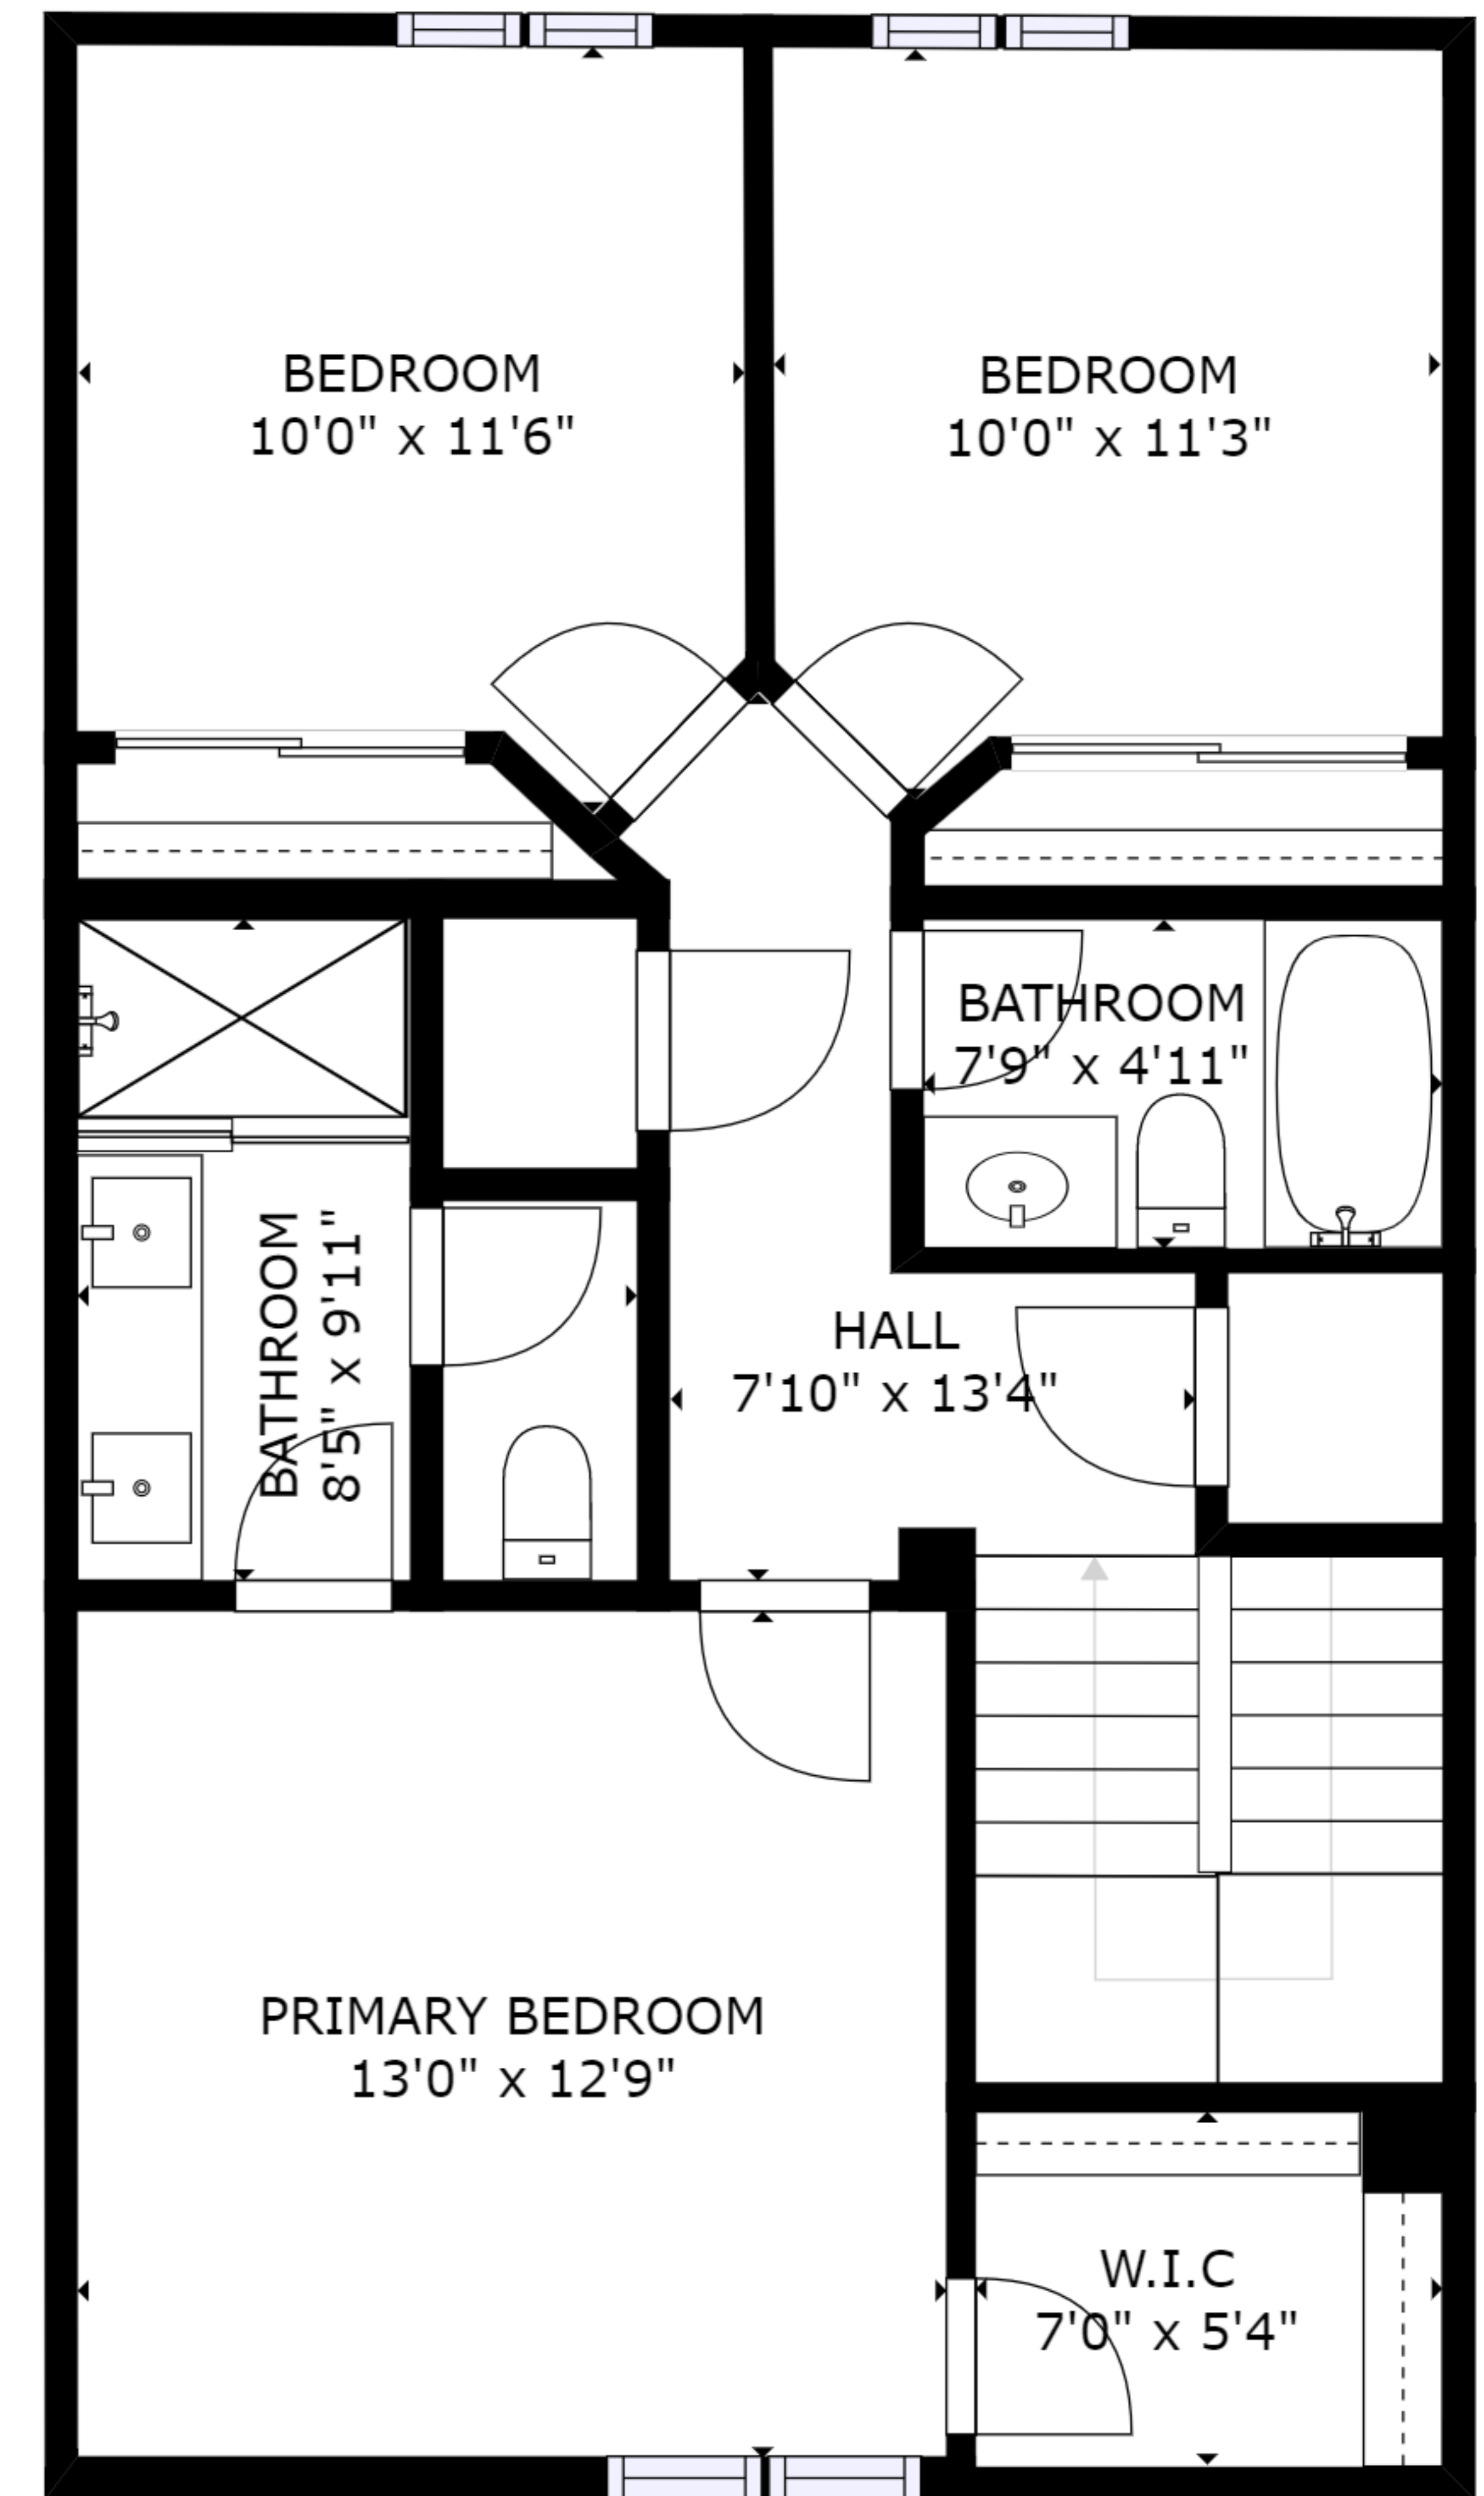 BEDROOM
10'0" x 11'6"
BEDROOM
10'0" x 11'3"
BATHROOM
7'9" x 4'11"
BATHROOM
8'5" x 9'11"
HALL
7'10" x 13'4"
PRIMARY BEDROOM
13'0" x 12'9"
W.I.C
7'0" x 5'4"